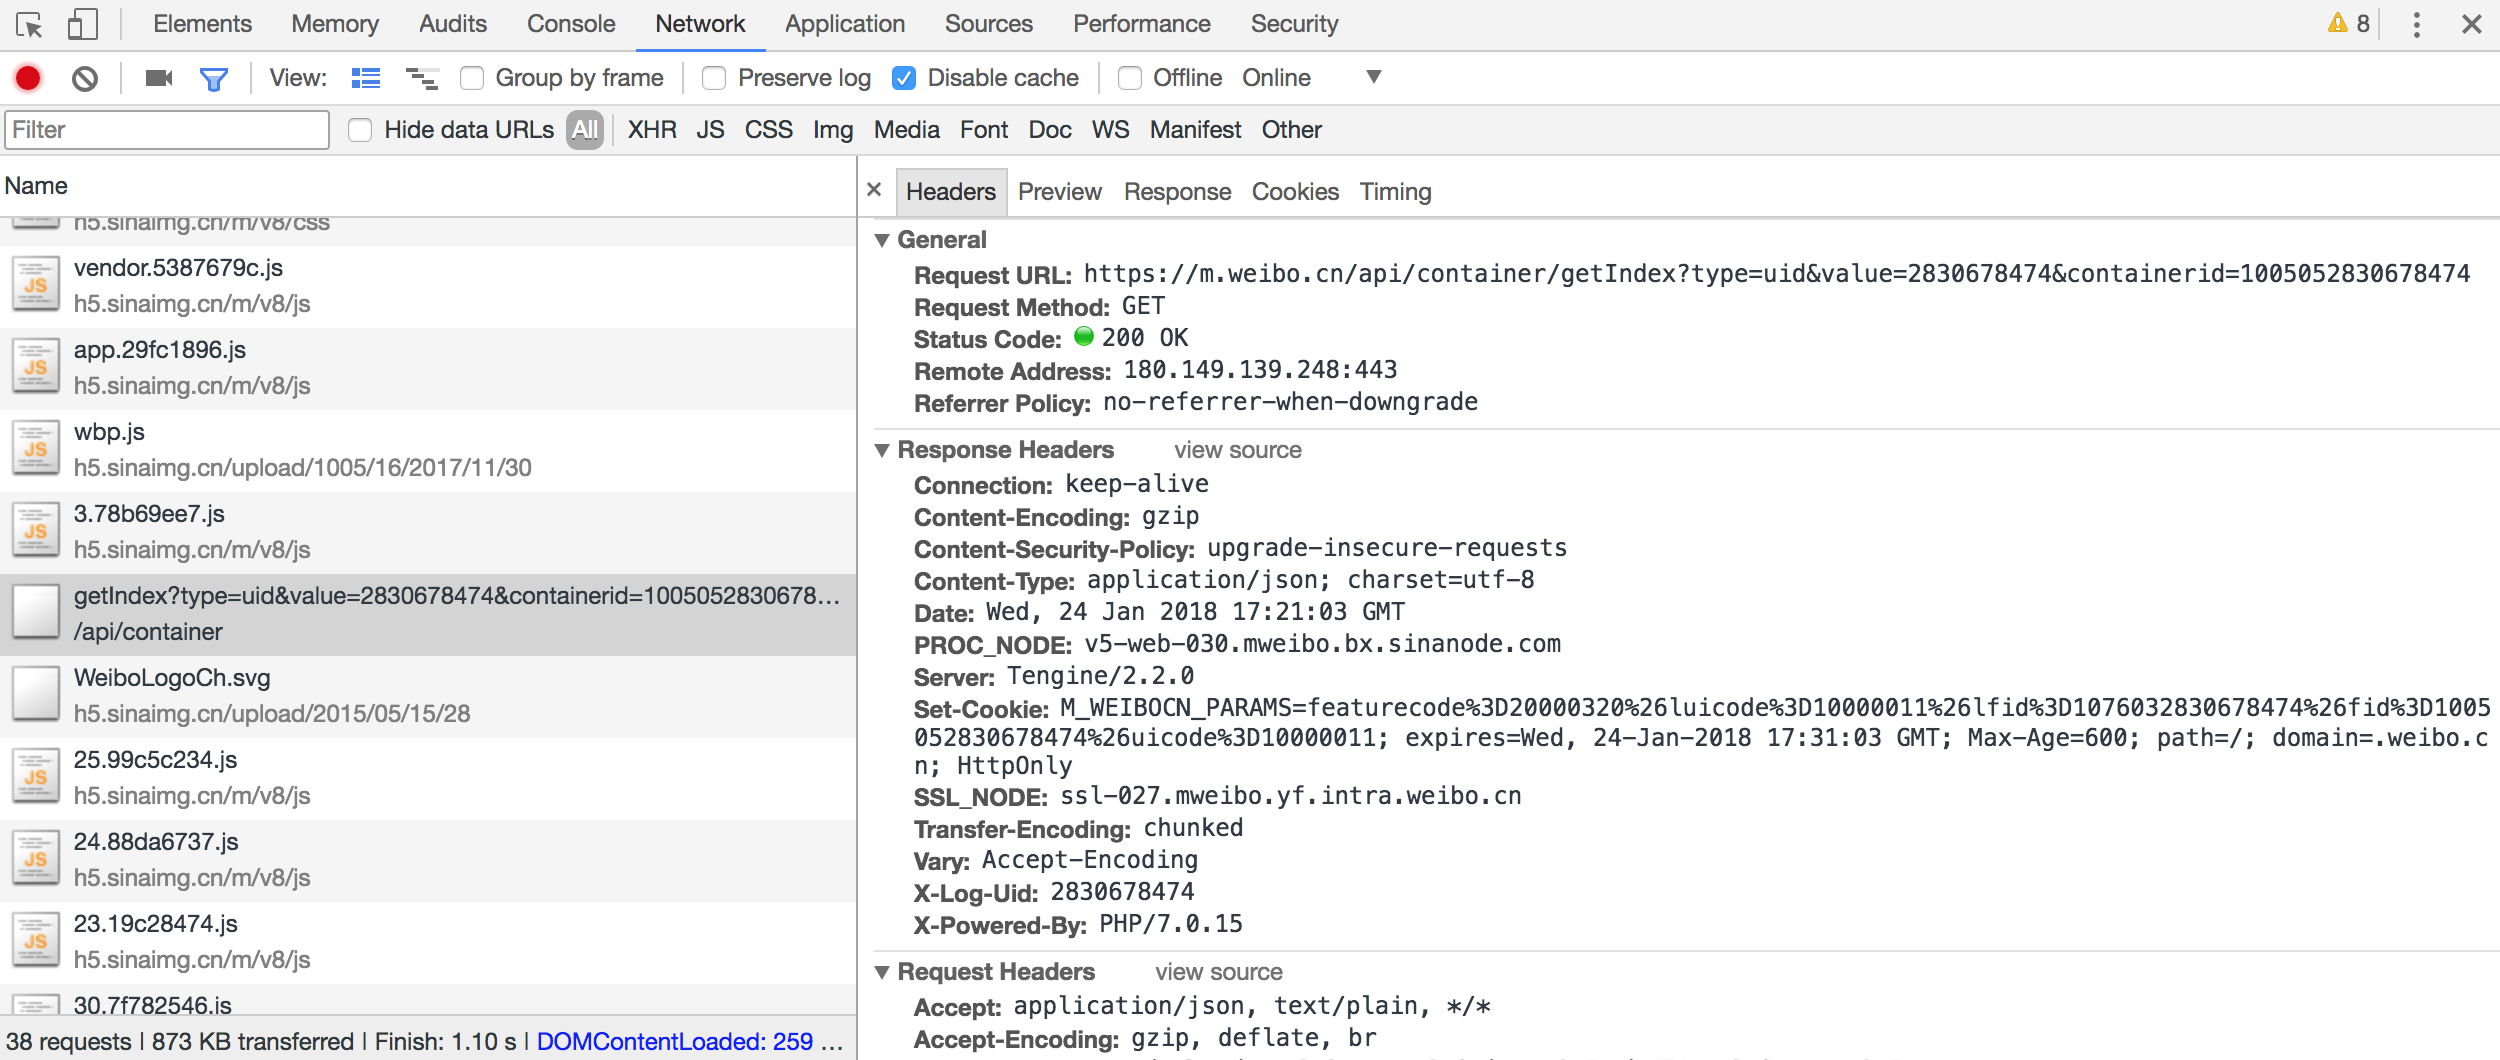 Elements Memory Audits Console Network Application Sources Performance Security 8
View: Group by frame Preserve log Disable cache Offline Online
Filter Hide data URLs All XHR JS CSS Img Media Font Doc WS Manifest Other
Name
h5.sinaimg.cn/m/v8/css
vendor.5387679c.js
h5.sinaimg.cn/m/v8/js
app.29fc1896.js
h5.sinaimg.cn/m/v8/js
wbp.js
h5.sinaimg.cn/upload/1005/16/2017/11/30
3.78b69ee7.js
h5.sinaimg.cn/m/v8/js
getIndex?type=uid&value=2830678474&containerid=10050528306​78…
/api/container
WeiboLogoCh.svg
h5.sinaimg.cn/upload/2015/05/15/28
25.99c5c234.js
h5.sinaimg.cn/m/v8/js
24.88da6737.js
h5.sinaimg.cn/m/v8/js
23.19c28474.js
h5.sinaimg.cn/m/v8/js
30.7f782546.js
38 requests | 873 KB transferred | Finish: 1.10 s | DOMContentLoaded: 259 …
Headers Preview Response Cookies Timing
General
Request URL: https://m.weibo.cn/api/container/getIndex?type=uid&value=2830678474&containerid=1005052830678474
Request Method: GET
Status Code: 200 OK
Remote Address: 180.149.139.248:443
Referrer Policy: no-referrer-when-downgrade
Response Headers view source
Connection: keep-alive
Content-Encoding: gzip
Content-Security-Policy: upgrade-insecure-requests
Content-Type: application/json; charset=utf-8
Date: Wed, 24 Jan 2018 17:21:03 GMT
PROC_NODE: v5-web-030.mweibo.bx.sinanode.com
Server: Tengine/2.2.0
Set-Cookie: M_WEIBOCN_PARAMS=featurecode%3D20000320%26luicode%3D10000011%26lfid%3D1076032830678474%26fid%3D1005
052830678474%26uicode%3D10000011; expires=Wed, 24-Jan-2018 17:31:03 GMT; Max-Age=600; path=/; domain=.weibo.c
n; HttpOnly
SSL_NODE: ssl-027.mweibo.yf.intra.weibo.cn
Transfer-Encoding: chunked
Vary: Accept-Encoding
X-Log-Uid: 2830678474
X-Powered-By: PHP/7.0.15
Request Headers view source
Accept: application/json, text/plain, */*
Accept-Encoding: gzip, deflate, br